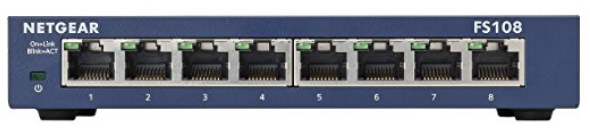 NETGEAR
FS108
On=Link
Blink=ACT
1 2 3 4 5 6 7 8